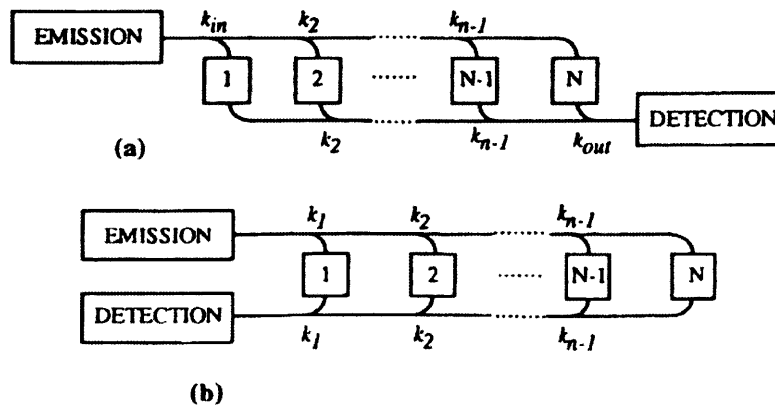 EMISSION k_in k_2 ........ k_n-1
1 2 ...... N-1 N
k_2 ........ k_n-1 k_out DETECTION
(a)
EMISSION k_1 k_2 ........ k_n-1
1 2 ...... N-1 N
DETECTION k_1 k_2 ........ k_n-1
(b)